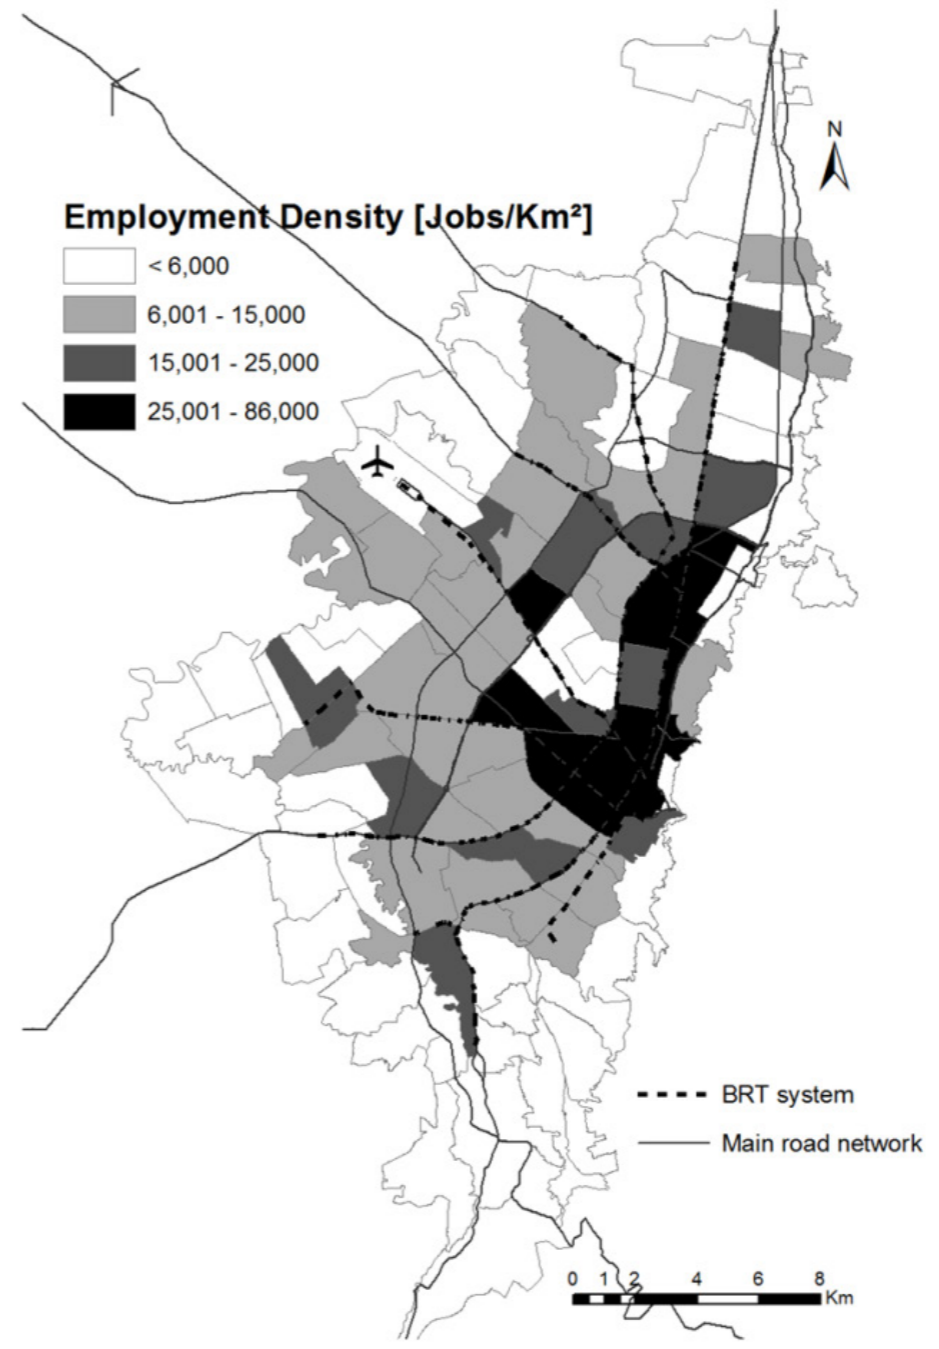 N
Employment Density [Jobs/Km²]
< 6,000
6,001 - 15,000
15,001 - 25,000
25,001 - 86,000
BRT system
Main road network
0 1 2 4 6 8
Km